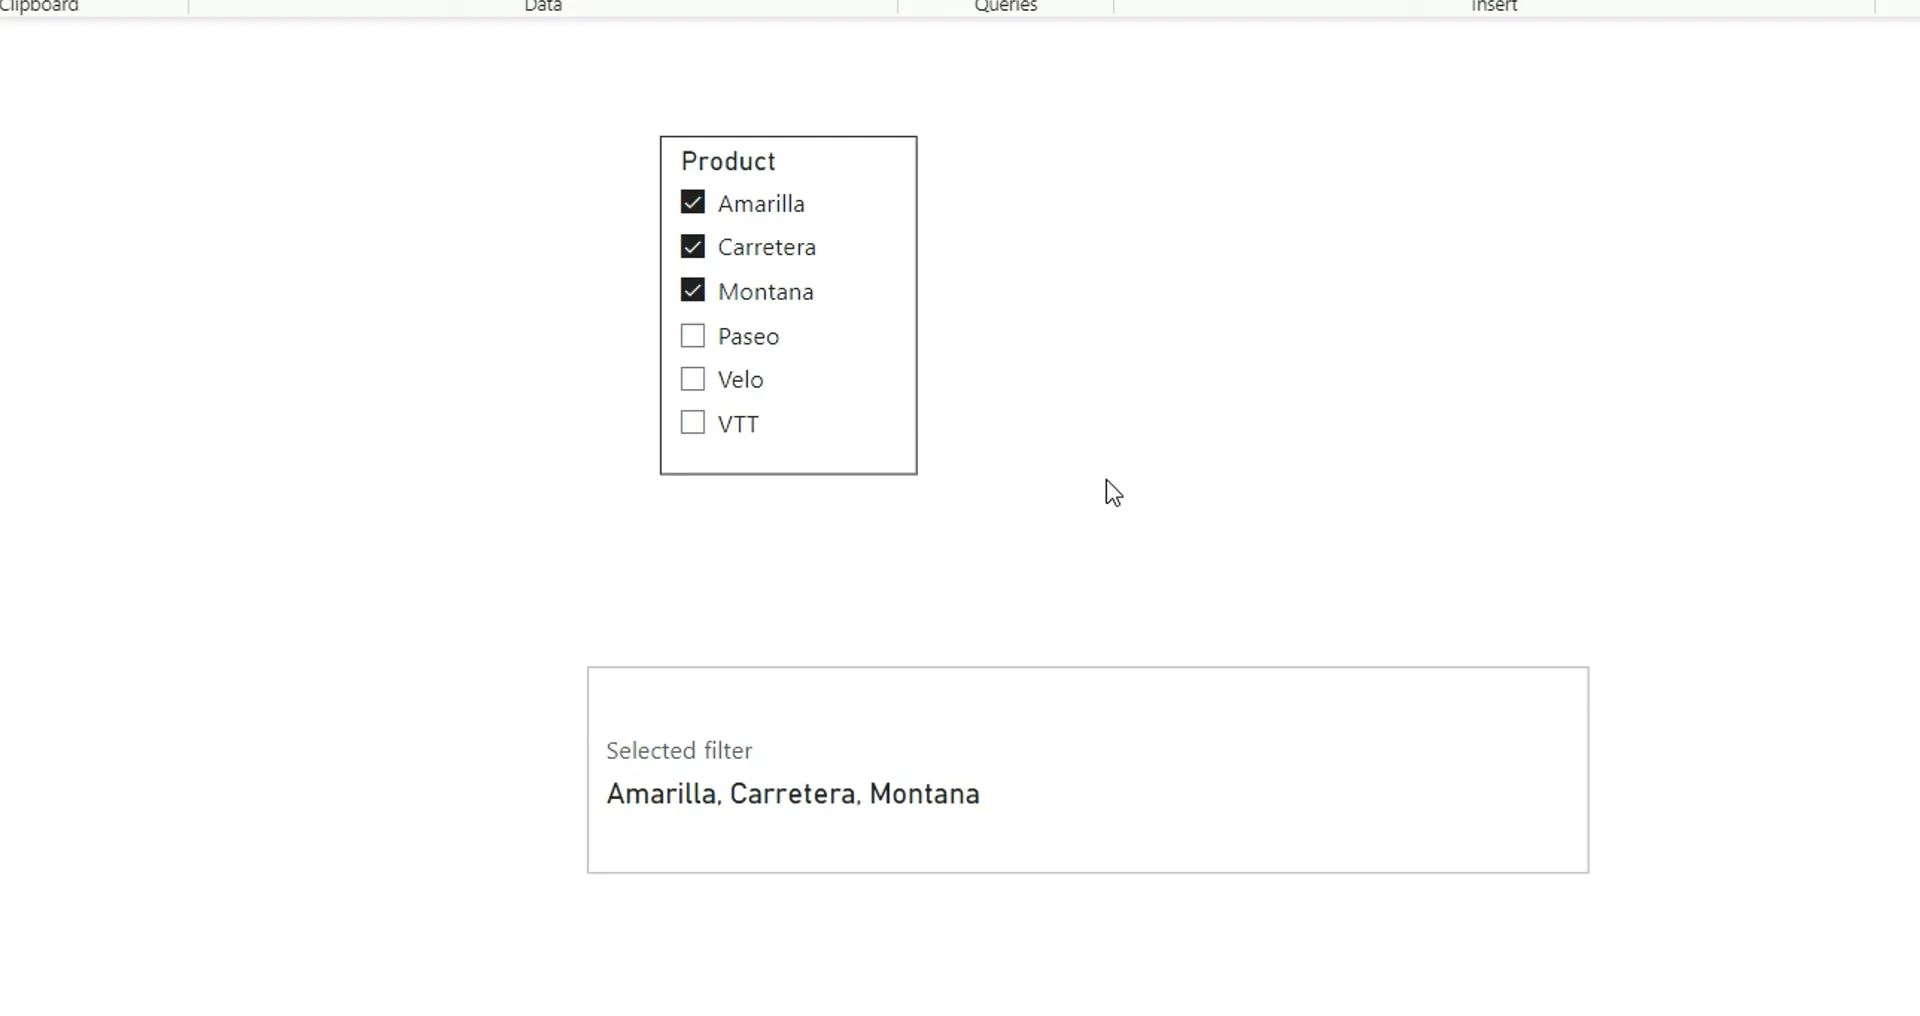 Clipboard
Data
Queries
Insert
Product
Amarilla
Carretera
Montana
Paseo
Velo
VTT
Selected filter
Amarilla, Carretera, Montana